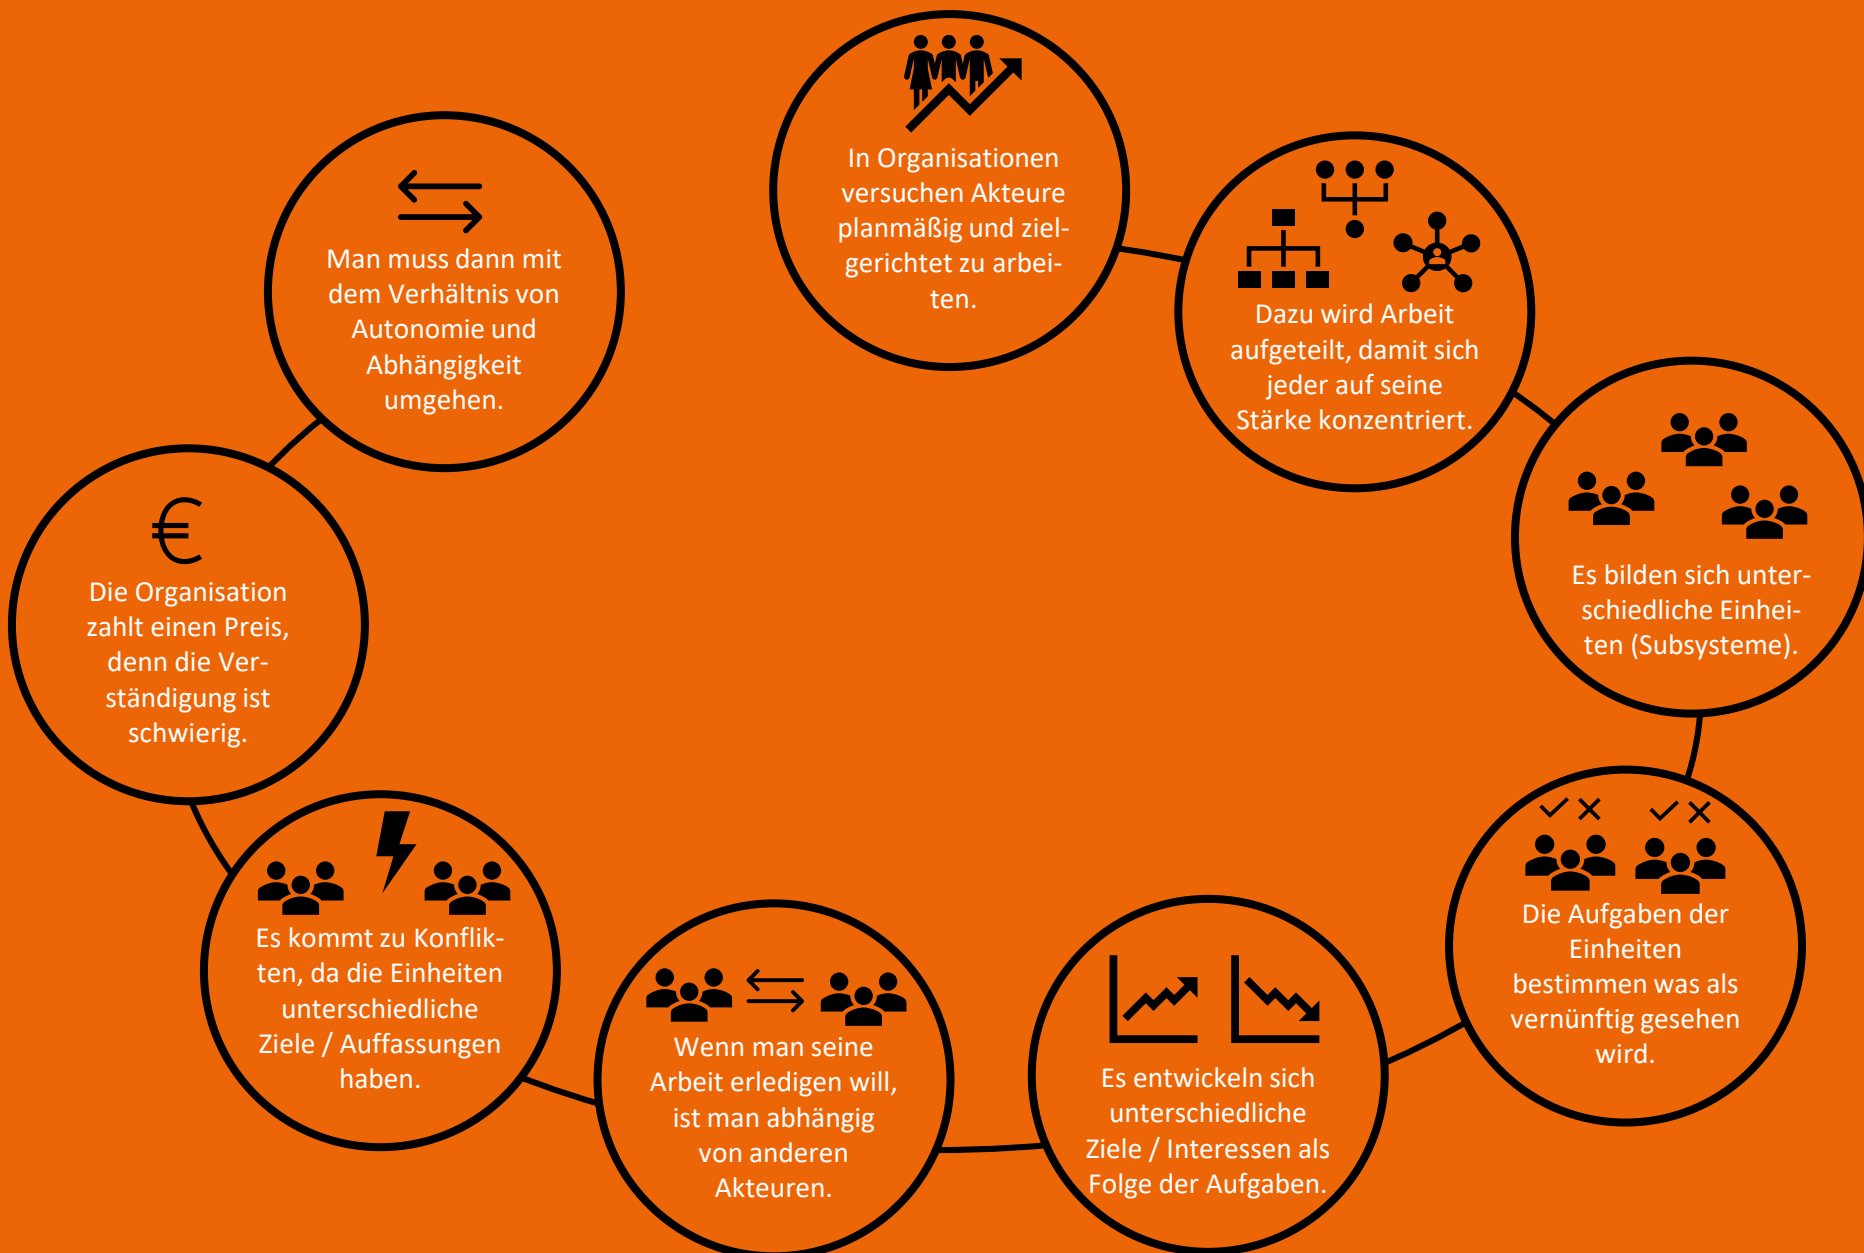 In Organisationen
versuchen Akteure
planmäßig und ziel-
gerichtet zu arbei-
ten.
Dazu wird Arbeit
aufgeteilt, damit sich
jeder auf seine
Stärke konzentriert.
Es bilden sich unter-
schiedliche Einhei-
ten (Subsysteme).
Die Aufgaben der
Einheiten
bestimmen was als
vernünftig gesehen
wird.
Es entwickeln sich
unterschiedliche
Ziele / Interessen als
Folge der Aufgaben.
Wenn man seine
Arbeit erledigen will,
ist man abhängig
von anderen
Akteuren.
Es kommt zu Konflik-
ten, da die Einheiten
unterschiedliche
Ziele / Auffassungen
haben.
€
Die Organisation
zahlt einen Preis,
denn die Ver-
ständigung ist
schwierig.
Man muss dann mit
dem Verhältnis von
Autonomie und
Abhängigkeit
umgehen.